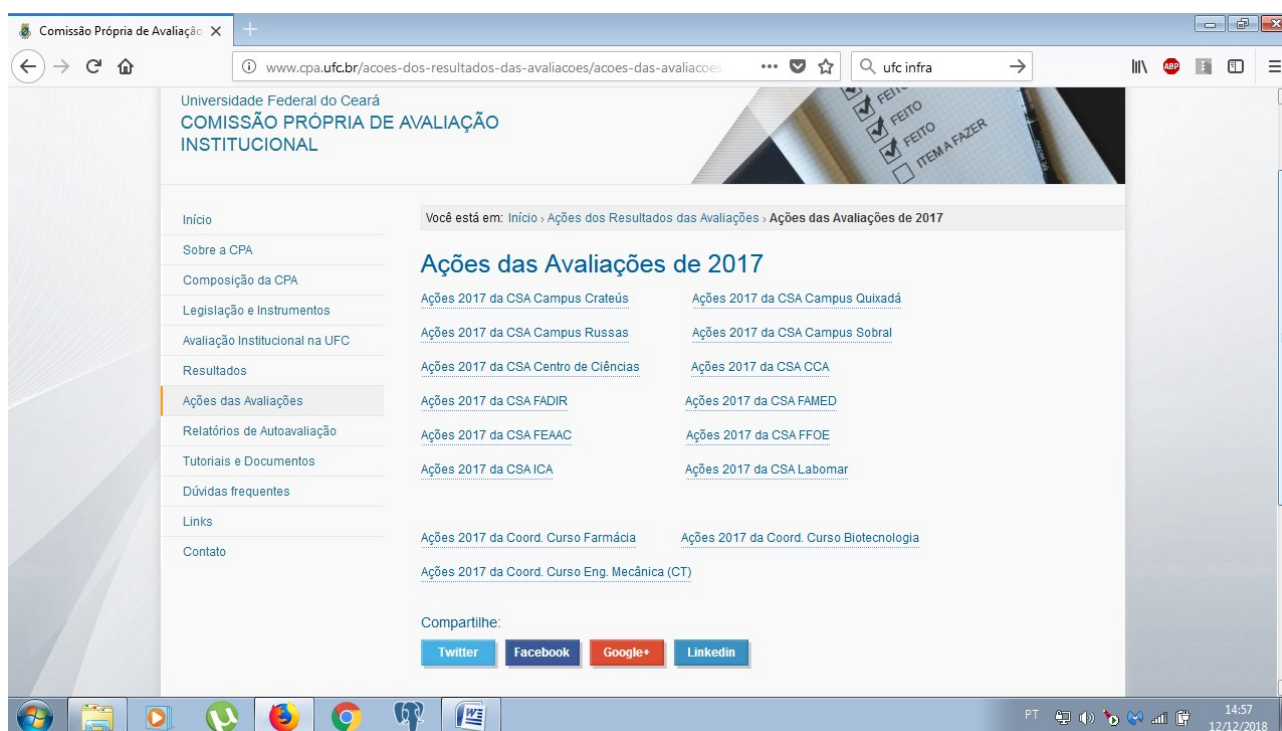 Comissão Própria de Avaliação
www.cpa.ufc.br/acoes-dos-resultados-das-avaliacoes/acoes-das-avaliacoes
ufc infra
ABP
Universidade Federal do Ceará
COMISSÃO PRÓPRIA DE AVALIAÇÃO
INSTITUCIONAL
FEITO
FEITO
FEITO
ITEM A FAZER
Você está em: Início › Ações dos Resultados das Avaliações › Ações das Avaliações de 2017
Início
Sobre a CPA
Composição da CPA
Legislação e Instrumentos
Avaliação Institucional na UFC
Resultados
Ações das Avaliações
Relatórios de Autoavaliação
Tutoriais e Documentos
Dúvidas frequentes
Links
Contato
Ações das Avaliações de 2017
Ações 2017 da CSA Campus Crateús Ações 2017 da CSA Campus Quixadá
Ações 2017 da CSA Campus Russas Ações 2017 da CSA Campus Sobral
Ações 2017 da CSA Centro de Ciências Ações 2017 da CSA CCA
Ações 2017 da CSA FADIR Ações 2017 da CSA FAMED
Ações 2017 da CSA FEAAC Ações 2017 da CSA FFOE
Ações 2017 da CSA ICA Ações 2017 da CSA Labomar
Ações 2017 da Coord. Curso Farmácia Ações 2017 da Coord. Curso Biotecnologia
Ações 2017 da Coord. Curso Eng. Mecânica (CT)
Compartilhe:
Twitter Facebook Google+ Linkedin
PT
14:57
12/12/2018